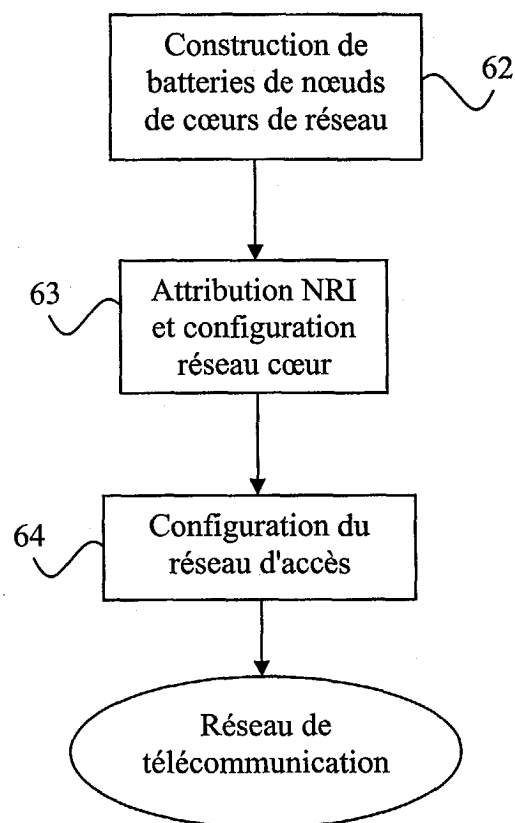 Construction de
batteries de nœuds
de cœurs de réseau
62
63
Attribution NRI
et configuration
réseau cœur
64
Configuration du
réseau d'accès
Réseau de
télécommunication